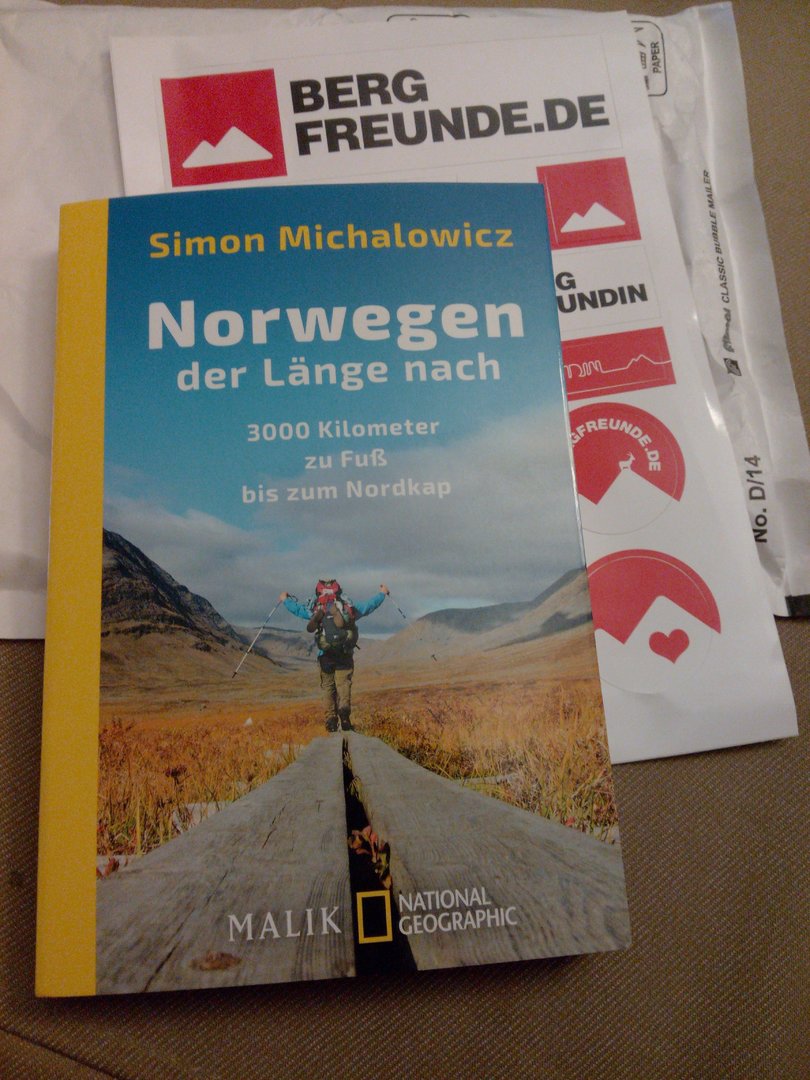 BERG
FREUNDE.DE
PAPER
Simon Michalowicz
Norwegen
der Länge nach
3000 Kilometer
zu Fuß
bis zum Nordkap
MALIK
NATIONAL
GEOGRAPHIC
G
UNDIN
GFREUNDE.DE
CLASSIC BUBBLE MAILER
No. D/14